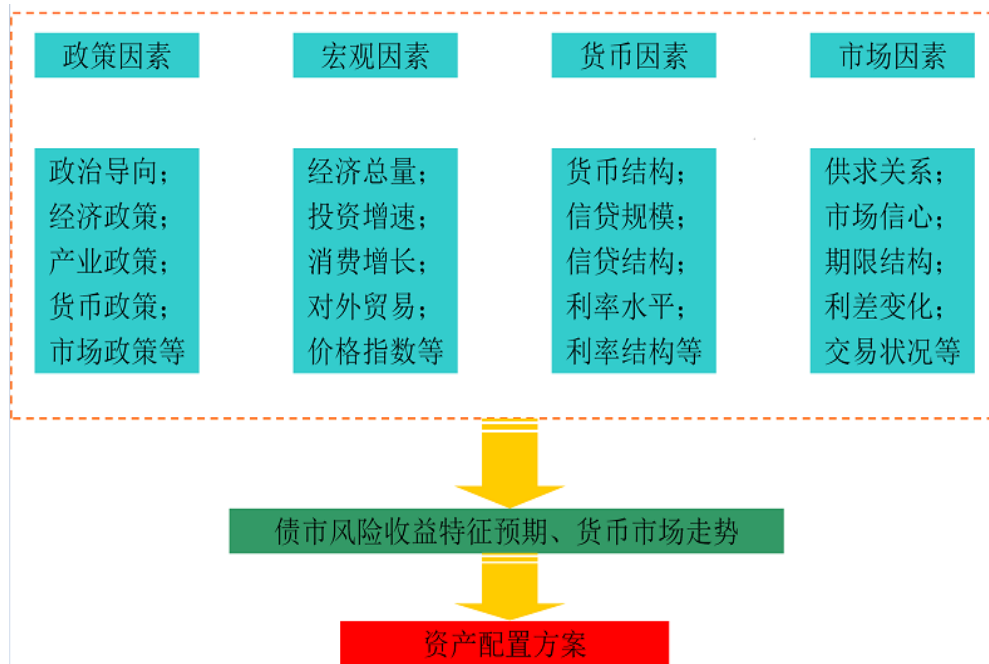 政策因素
宏观因素
货币因素
市场因素
政治导向；
经济政策；
产业政策；
货币政策；
市场政策等
经济总量；
投资增速；
消费增长；
对外贸易；
价格指数等
货币结构；
信贷规模；
信贷结构；
利率水平；
利率结构等
供求关系；
市场信心；
期限结构；
利差变化；
交易状况等
债市风险收益特征预期、货币市场走势
资产配置方案